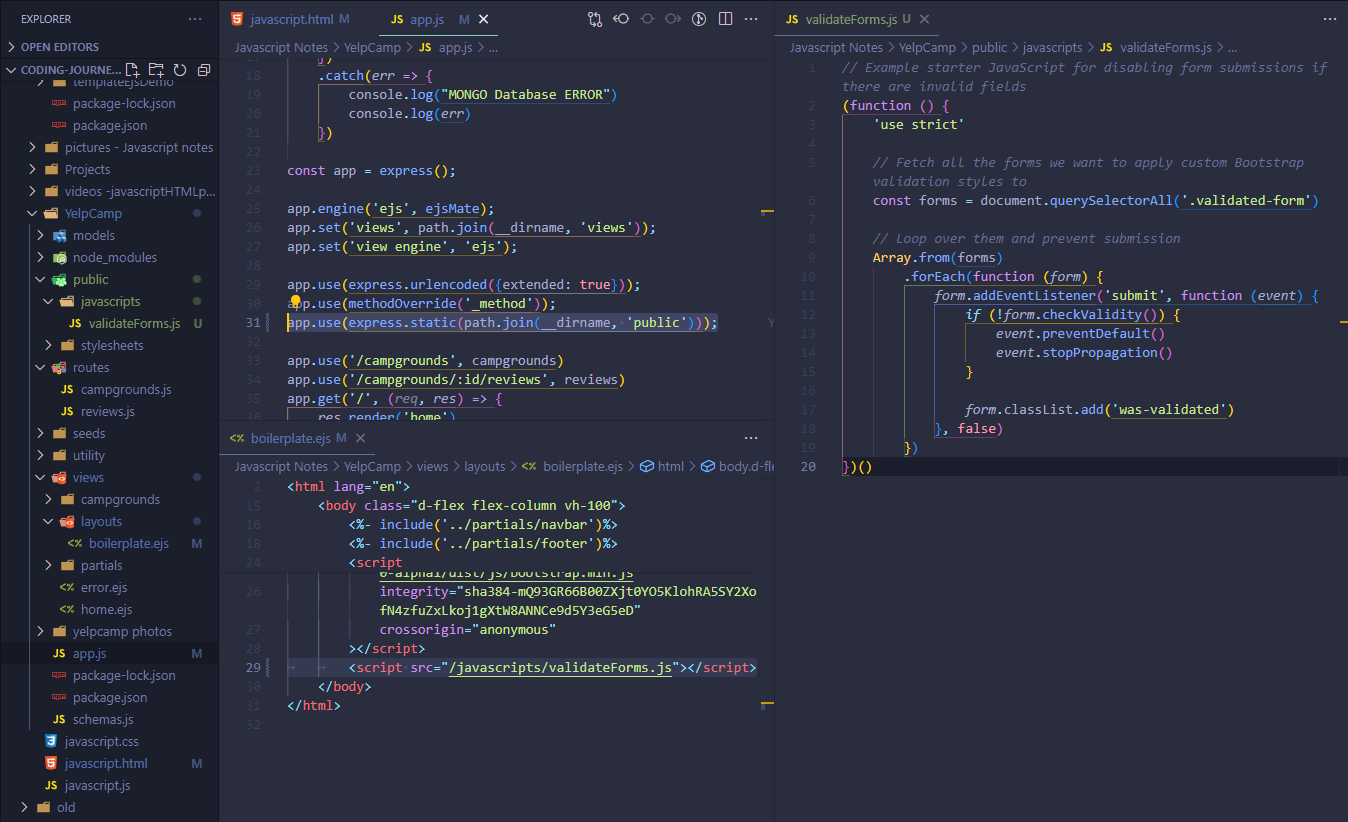 EXPLORER
OPEN EDITORS
CODING-JOURNE...
templateEjsDemo
package-lock.json
package.json
pictures - Javascript notes
Projects
videos -javascriptHTMLp...
YelpCamp
models
node_modules
public
javascripts
JS validateForms.js U
stylesheets
routes
JS campgrounds.js
JS reviews.js
seeds
utility
views
campgrounds
layouts
<% boilerplate.ejs M
partials
<% error.ejs
<% home.ejs
yelpcamp photos
JS app.js M
package-lock.json
package.json
JS schemas.js
javascript.css
javascript.html M
JS javascript.js
old
javascript.html M
JS app.js M
Javascript Notes > YelpCamp > JS app.js > ...
17 })
18 .catch(err => {
19 console.log("MONGO Database ERROR")
20 console.log(err)
21 })
22
23 const app = express();
24
25 app.engine('ejs', ejsMate);
26 app.set('views', path.join(__dirname, 'views'));
27 app.set('view engine', 'ejs');
28
29 app.use(express.urlencoded({extended: true}));
30 app.use(methodOverride('_method'));
31 app.use(express.static(path.join(__dirname, 'public')));
32
33 app.use('/campgrounds', campgrounds)
34 app.use('/campgrounds/:id/reviews', reviews)
35 app.get('/', (req, res) => {
36 res.render('home')
<% boilerplate.ejs M
Javascript Notes > YelpCamp > views > layouts > <% boilerplate.ejs > html > body.d-fle
2 <html lang="en">
15 <body class="d-flex flex-column vh-100">
16 <%- include('../partials/navbar')%>
18 <%- include('../partials/footer')%>
24 <script
0-alpha1/dist/js/bootstrap.min.js
26 integrity="sha384-mQ93GR66B00ZXjt0YO5KlohRA5SY2Xo
fN4zfuZxLkoj1gXtW8ANNCe9d5Y3eG5eD"
27 crossorigin="anonymous"
28 ></script>
29 <script src="/javascripts/validateForms.js"></script>
30 </body>
31 </html>
32
JS validateForms.js U
Javascript Notes > YelpCamp > public > javascripts > JS validateForms.js > ...
1 // Example starter JavaScript for disabling form submissions if
there are invalid fields
2 (function () {
3 'use strict'
4
5 // Fetch all the forms we want to apply custom Bootstrap
validation styles to
6 const forms = document.querySelectorAll('.validated-form')
7
8 // Loop over them and prevent submission
9 Array.from(forms)
10 .forEach(function (form) {
11 form.addEventListener('submit', function (event) {
12 if (!form.checkValidity()) {
13 event.preventDefault()
14 event.stopPropagation()
15 }
16
17 form.classList.add('was-validated')
18 }, false)
19 })
20 })()